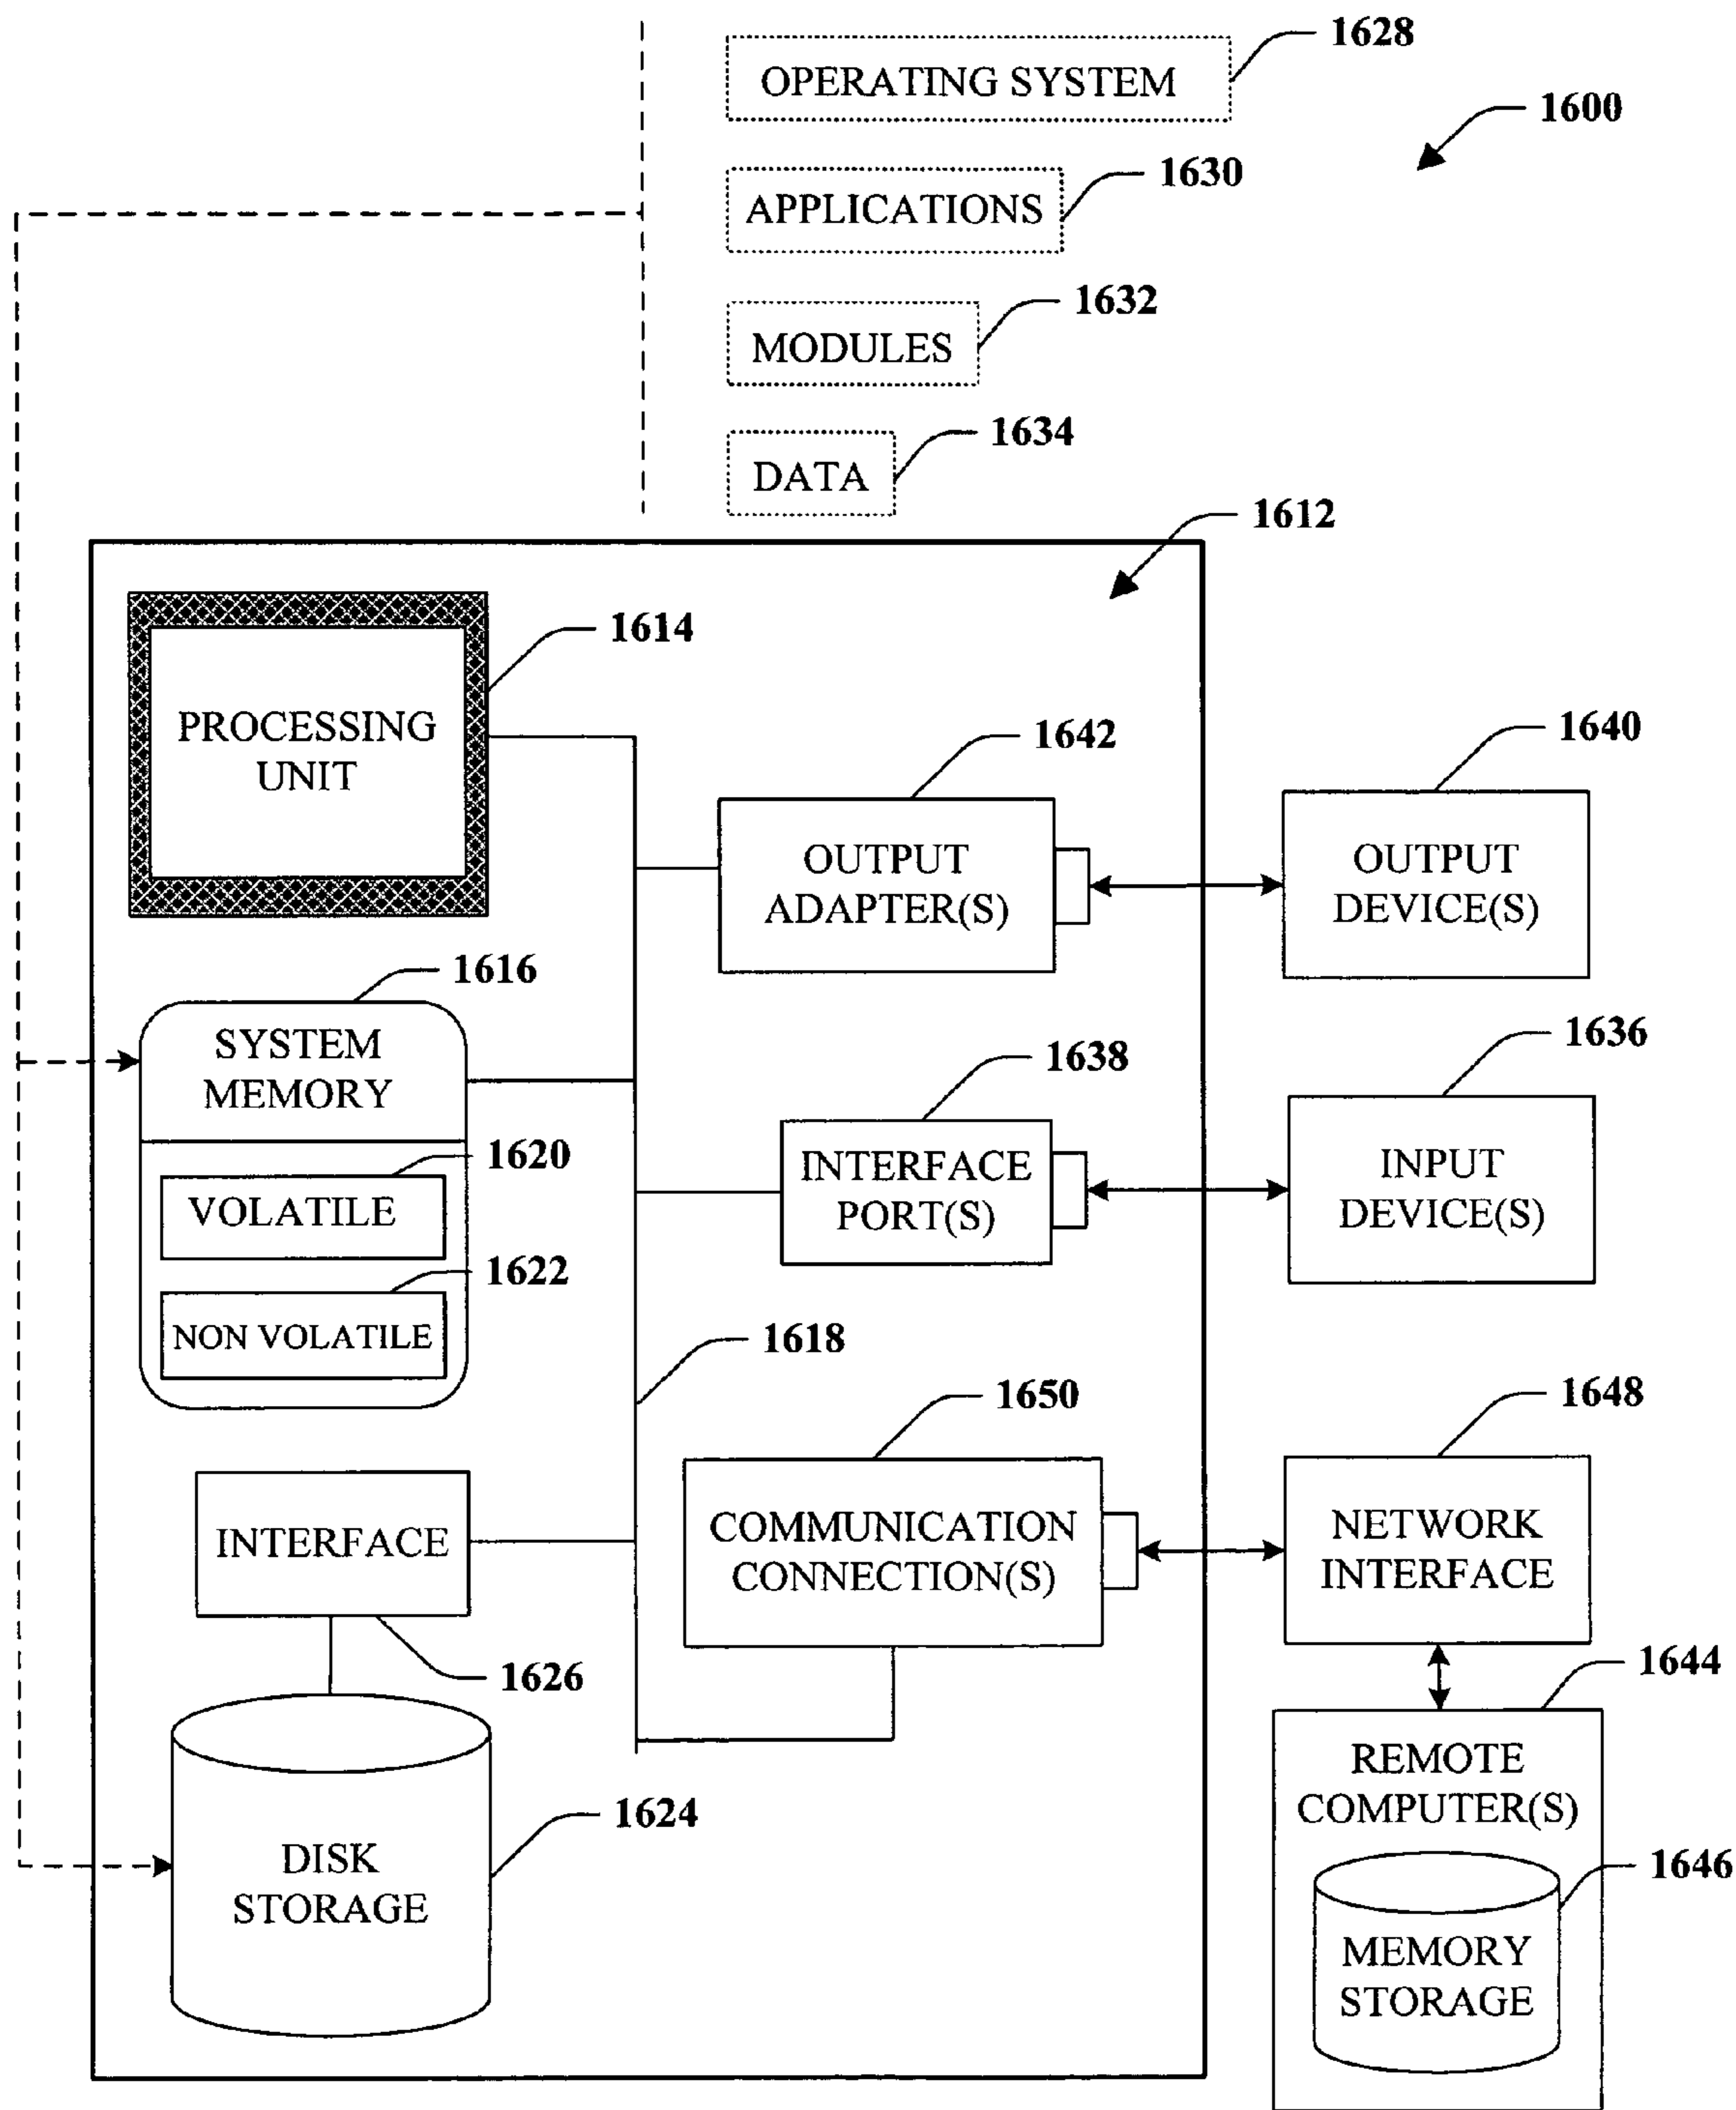 1628
OPERATING SYSTEM
1600
1630
APPLICATIONS
1632
MODULES
1634
DATA
1612
1614
PROCESSING
UNIT
1642
OUTPUT
ADAPTER(S)
1640
OUTPUT
DEVICE(S)
1616
SYSTEM
MEMORY
1620
VOLATILE
1622
NON VOLATILE
1638
INTERFACE
PORT(S)
1636
INPUT
DEVICE(S)
1618
1650
COMMUNICATION
CONNECTION(S)
1648
NETWORK
INTERFACE
INTERFACE
1626
1644
REMOTE
COMPUTER(S)
1624
DISK
STORAGE
1646
MEMORY
STORAGE